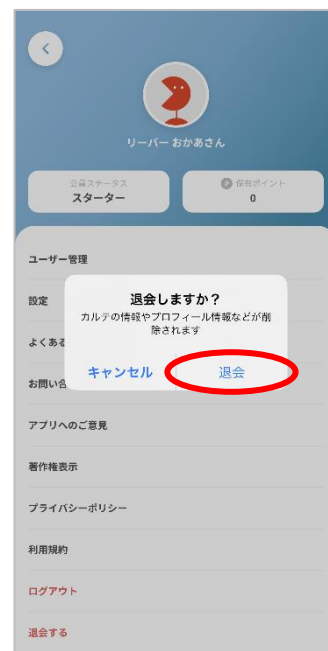 リーバー おかあさん
会員ステータス
スターター
P 保有ポイント
0
ユーザー管理
設定
よくある
お問い合
アプリへのご意見
著作権表示
プライバシーポリシー
利用規約
ログアウト
退会する
退会しますか？
カルテの情報やプロフィール情報などが削
除されます
キャンセル 退会